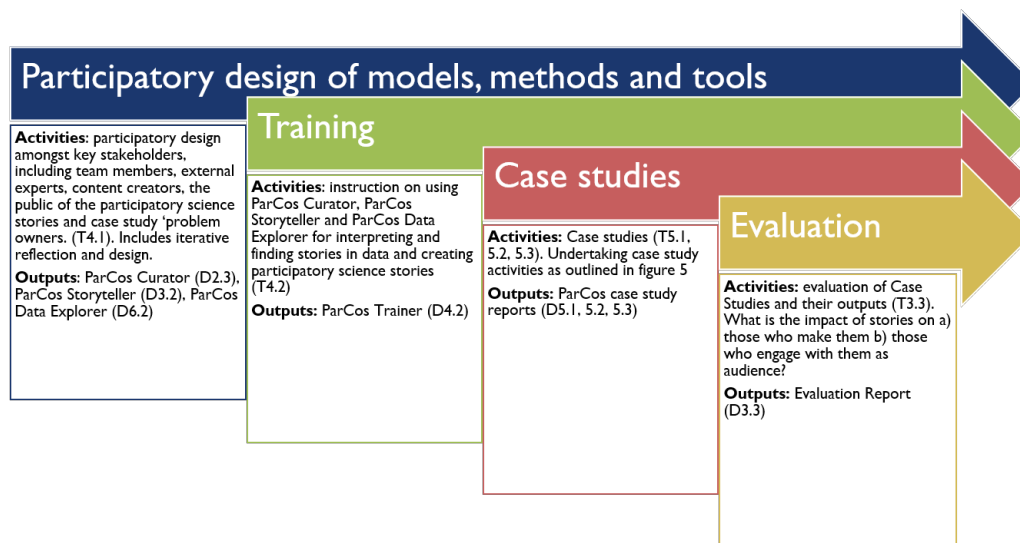 Participatory design of models, methods and tools
Activities: participatory design
amongst key stakeholders,
including team members, external
experts, content creators, the
public of the participatory science
stories and case study ‘problem
owners. (T4.1). Includes iterative
reflection and design.
Outputs: ParCos Curator (D2.3),
ParCos Storyteller (D3.2), ParCos
Data Explorer (D6.2)
Training
Activities: instruction on using
ParCos Curator, ParCos
Storyteller and ParCos Data
Explorer for interpreting and
finding stories in data and creating
participatory science stories
(T4.2)
Outputs: ParCos Trainer (D4.2)
Case studies
Activities: Case studies (T5.1,
5.2, 5.3). Undertaking case study
activities as outlined in figure 5
Outputs: ParCos case study
reports (D5.1, 5.2, 5.3)
Evaluation
Activities: evaluation of Case
Studies and their outputs (T3.3).
What is the impact of stories on a)
those who make them b) those
who engage with them as
audience?
Outputs: Evaluation Report
(D3.3)